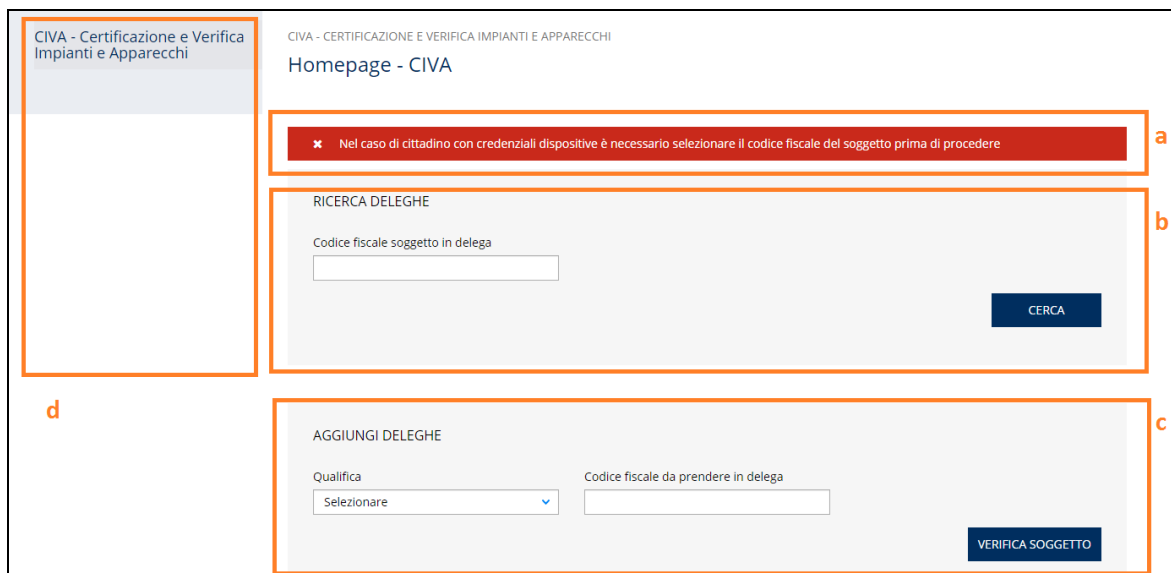 CIVA - Certificazione e Verifica
Impianti e Apparecchi
CIVA - CERTIFICAZIONE E VERIFICA IMPIANTI E APPARECCHI
Homepage - CIVA
a
✖ Nel caso di cittadino con credenziali dispositive è necessario selezionare il codice fiscale del soggetto prima di procedere
b
RICERCA DELEGHE
Codice fiscale soggetto in delega
CERCA
d
c
AGGIUNGI DELEGHE
Qualifica Codice fiscale da prendere in delega
Selezionare
VERIFICA SOGGETTO